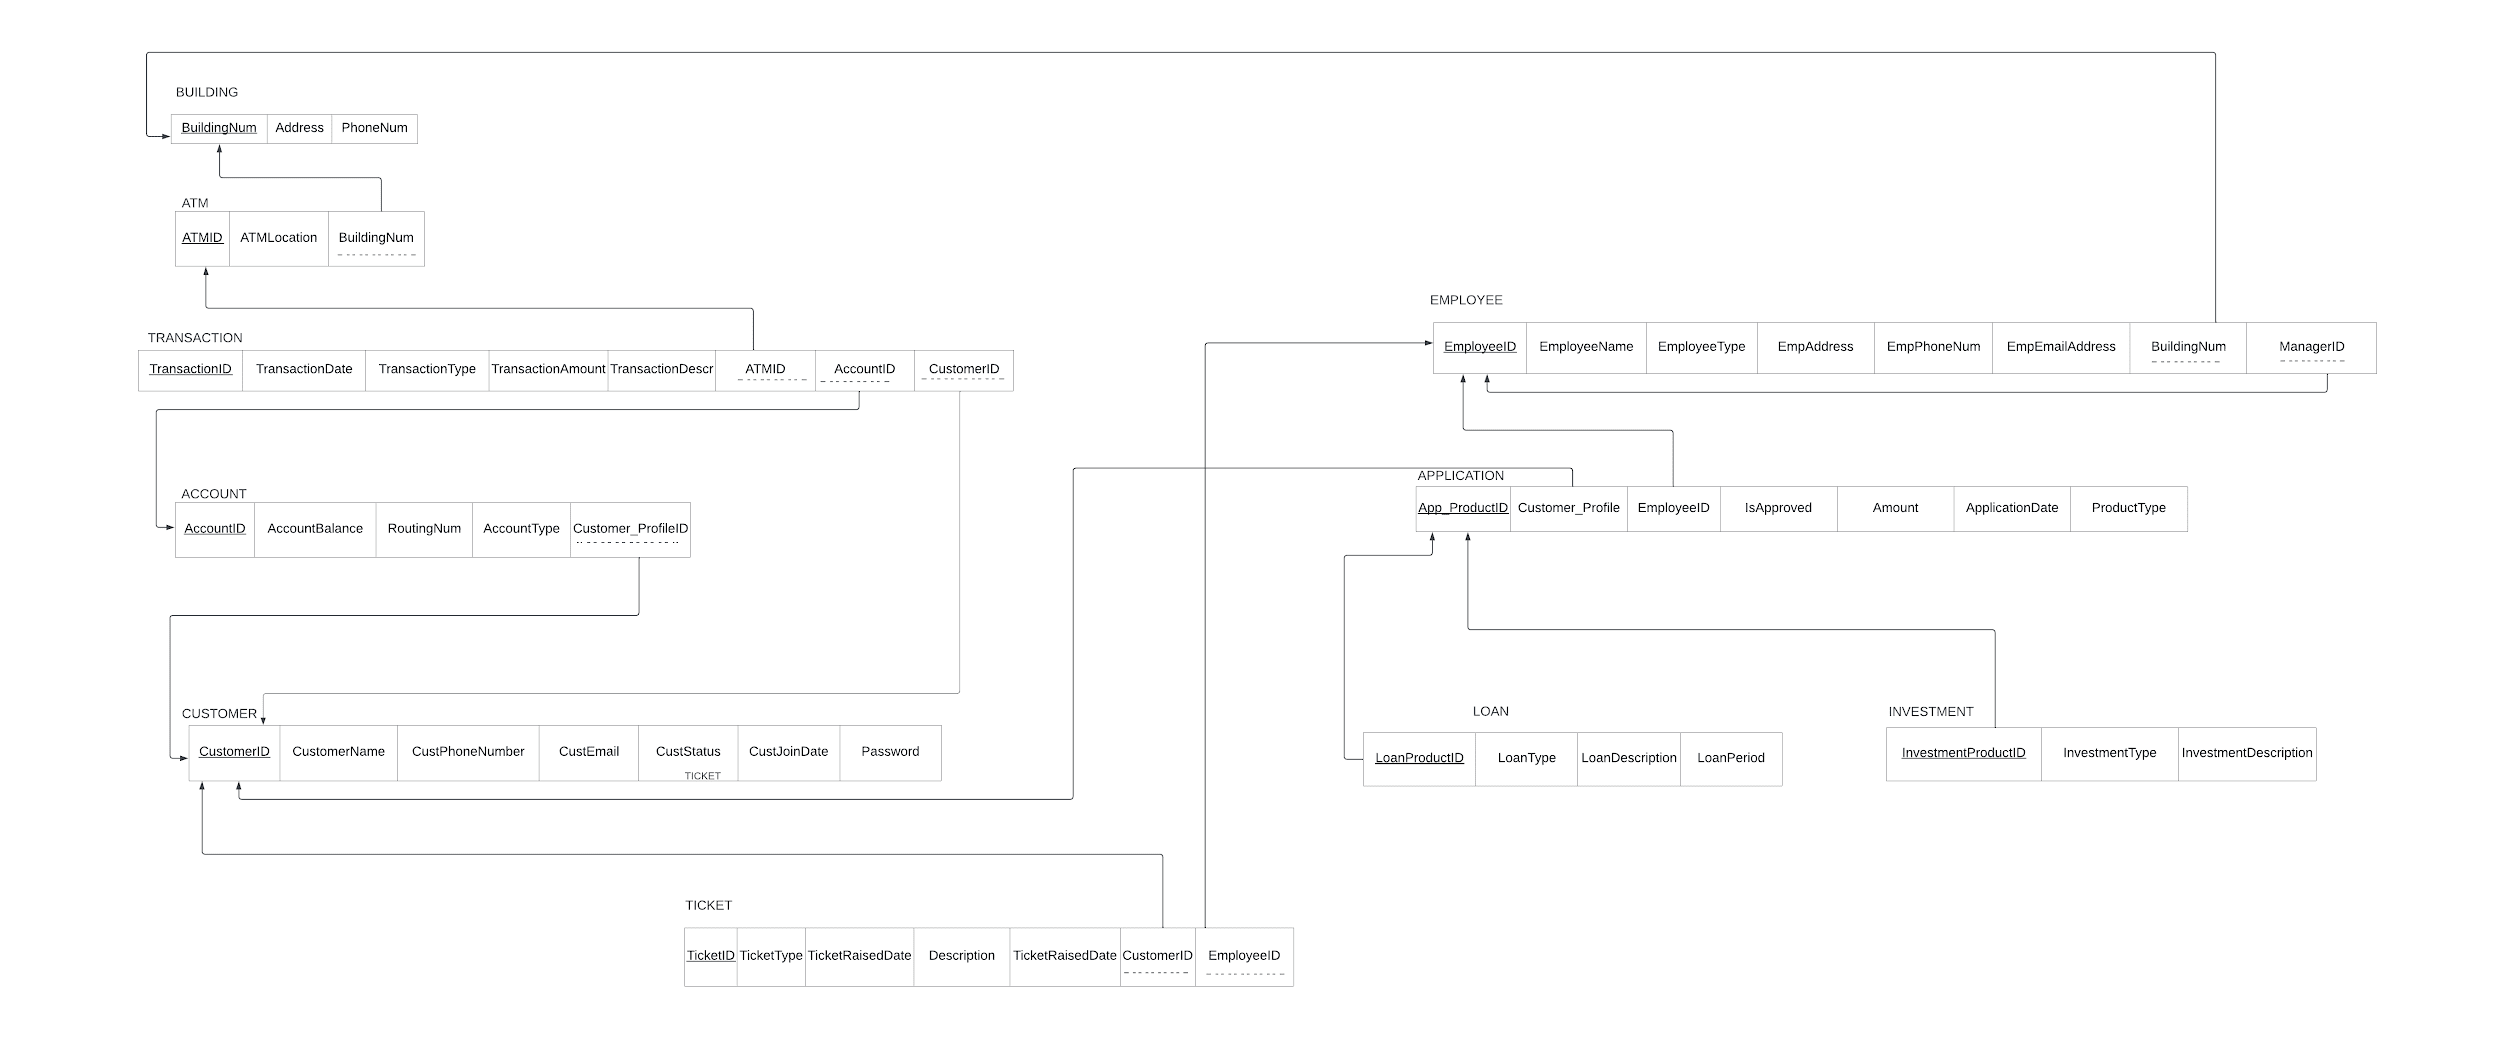 BUILDING
BuildingNum Address PhoneNum
ATM
ATMID ATMLocation BuildingNum
TRANSACTION
TransactionID TransactionDate TransactionType TransactionAmount TransactionDescr ATMID AccountID CustomerID
EMPLOYEE
EmployeeID EmployeeName EmployeeType EmpAddress EmpPhoneNum EmpEmailAddress BuildingNum ManagerID
ACCOUNT
AccountID AccountBalance RoutingNum AccountType Customer_ProfileID
APPLICATION
App_ProductID Customer_Profile EmployeeID IsApproved Amount ApplicationDate ProductType
CUSTOMER
CustomerID CustomerName CustPhoneNumber CustEmail CustStatus CustJoinDate Password
TICKET
LOAN
LoanProductID LoanType LoanDescription LoanPeriod
INVESTMENT
InvestmentProductID InvestmentType InvestmentDescription
TICKET
TicketID TicketType TicketRaisedDate Description TicketRaisedDate CustomerID EmployeeID